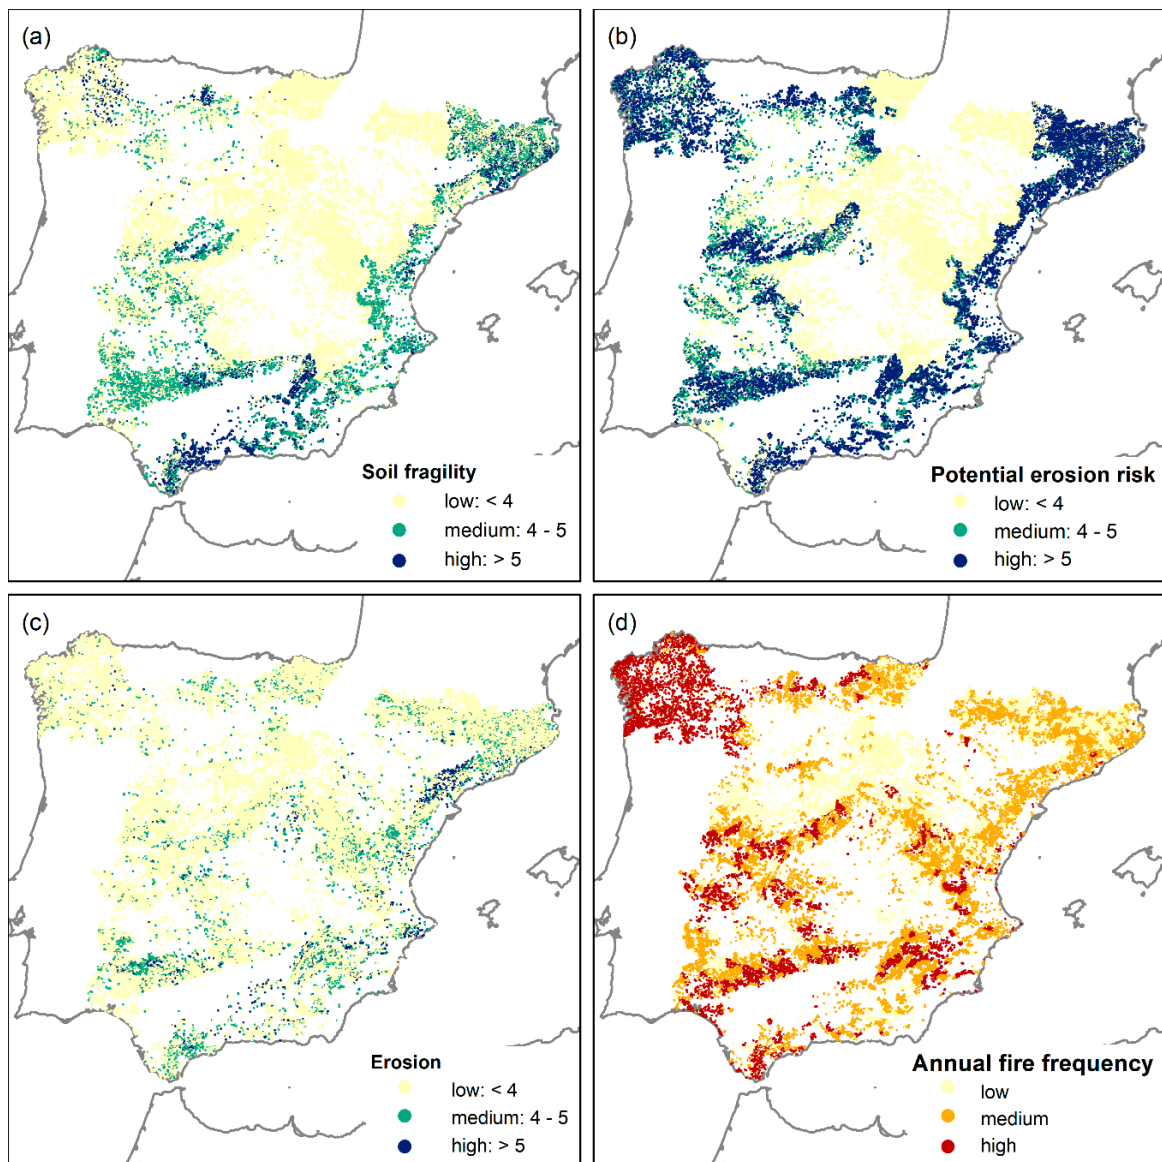 (a)
Soil fragility
low: < 4
medium: 4 - 5
high: > 5
(b)
Potential erosion risk
low: < 4
medium: 4 - 5
high: > 5
(c)
Erosion
low: < 4
medium: 4 - 5
high: > 5
(d)
Annual fire frequency
low
medium
high